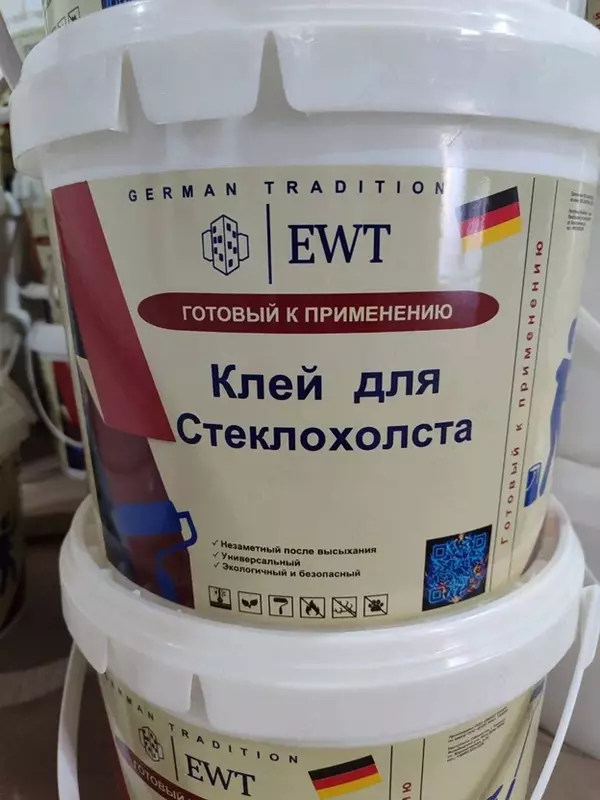 GERMAN TRADITION
EWT
ГОТОВЫЙ К ПРИМЕНЕНИЮ
Клей для
Стеклохолста
✓ Незаметный после высыхания
✓ Универсальный
✓ Экологичный и безопасный
Готовый к применению
GERMAN TRADITION
EWT
ГОТОВЫЙ